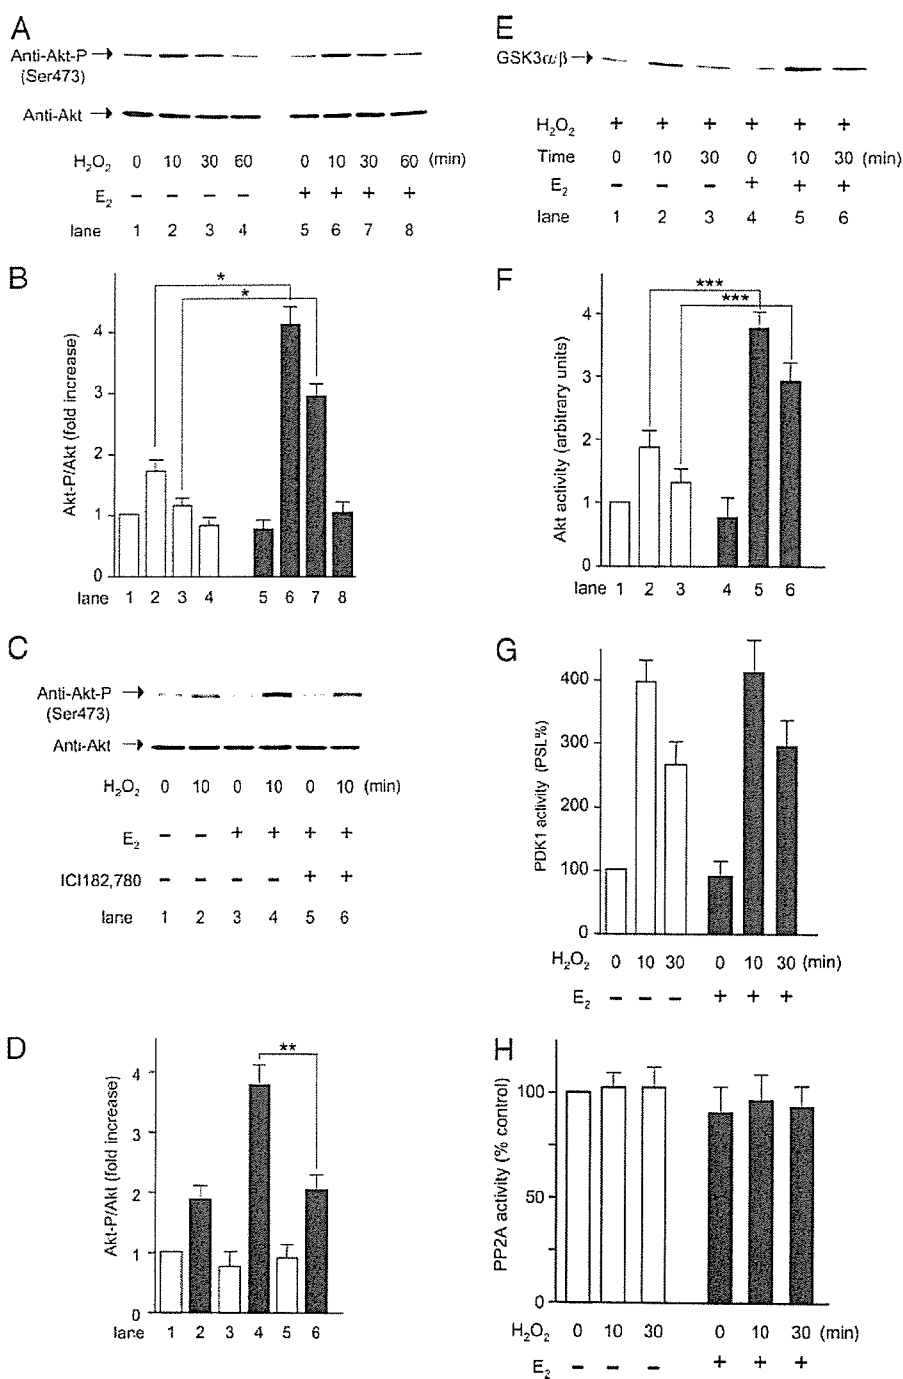 A
Anti-Akt-P
(Ser473)
Anti-Akt
H2O2 0 10 30 60 0 10 30 60 (min)
E2 − − − − + + + +
lane 1 2 3 4 5 6 7 8
B
* *
Akt-P/Akt (fold increase)
4
3
2
1
0
lane 1 2 3 4 5 6 7 8
C
Anti-Akt-P
(Ser473)
Anti-Akt
H2O2 0 10 0 10 0 10 (min)
E2 − − + + + +
ICI182,780 − − − − + +
lane 1 2 3 4 5 6
D
**
Akt-P/Akt (fold increase)
4
3
2
1
0
lane 1 2 3 4 5 6
E
GSK3α/β
H2O2 + + + + + +
Time 0 10 30 0 10 30 (min)
E2 − − − + + +
lane 1 2 3 4 5 6
F
*** ***
Akt activity (arbitrary units)
4
3
2
1
0
lane 1 2 3 4 5 6
G
PDK1 activity (PSL%)
400
300
200
100
0
H2O2 0 10 30 0 10 30 (min)
E2 − − − + + +
H
PP2A activity (% control)
100
50
0
H2O2 0 10 30 0 10 30 (min)
E2 − − − + + +